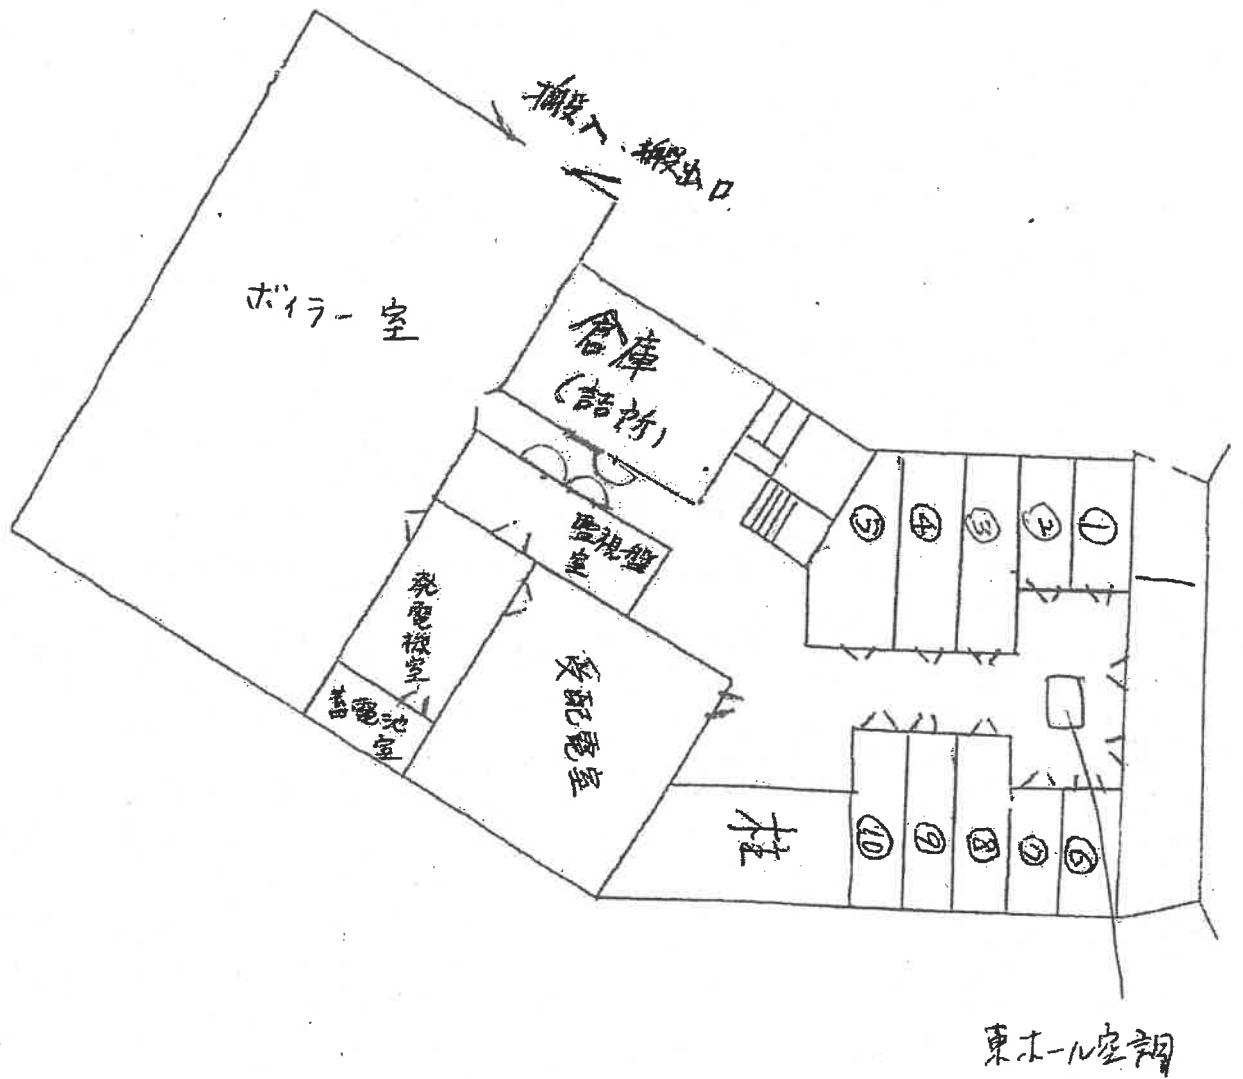 搬入・搬出口
ボイラー室
倉庫
(詰所)
監視盤
室
発電機室
蓄電池
室
受配電室
⑤
④
③
②
①
柱
⑩
⑨
⑧
⑦
⑥
東ホール空調